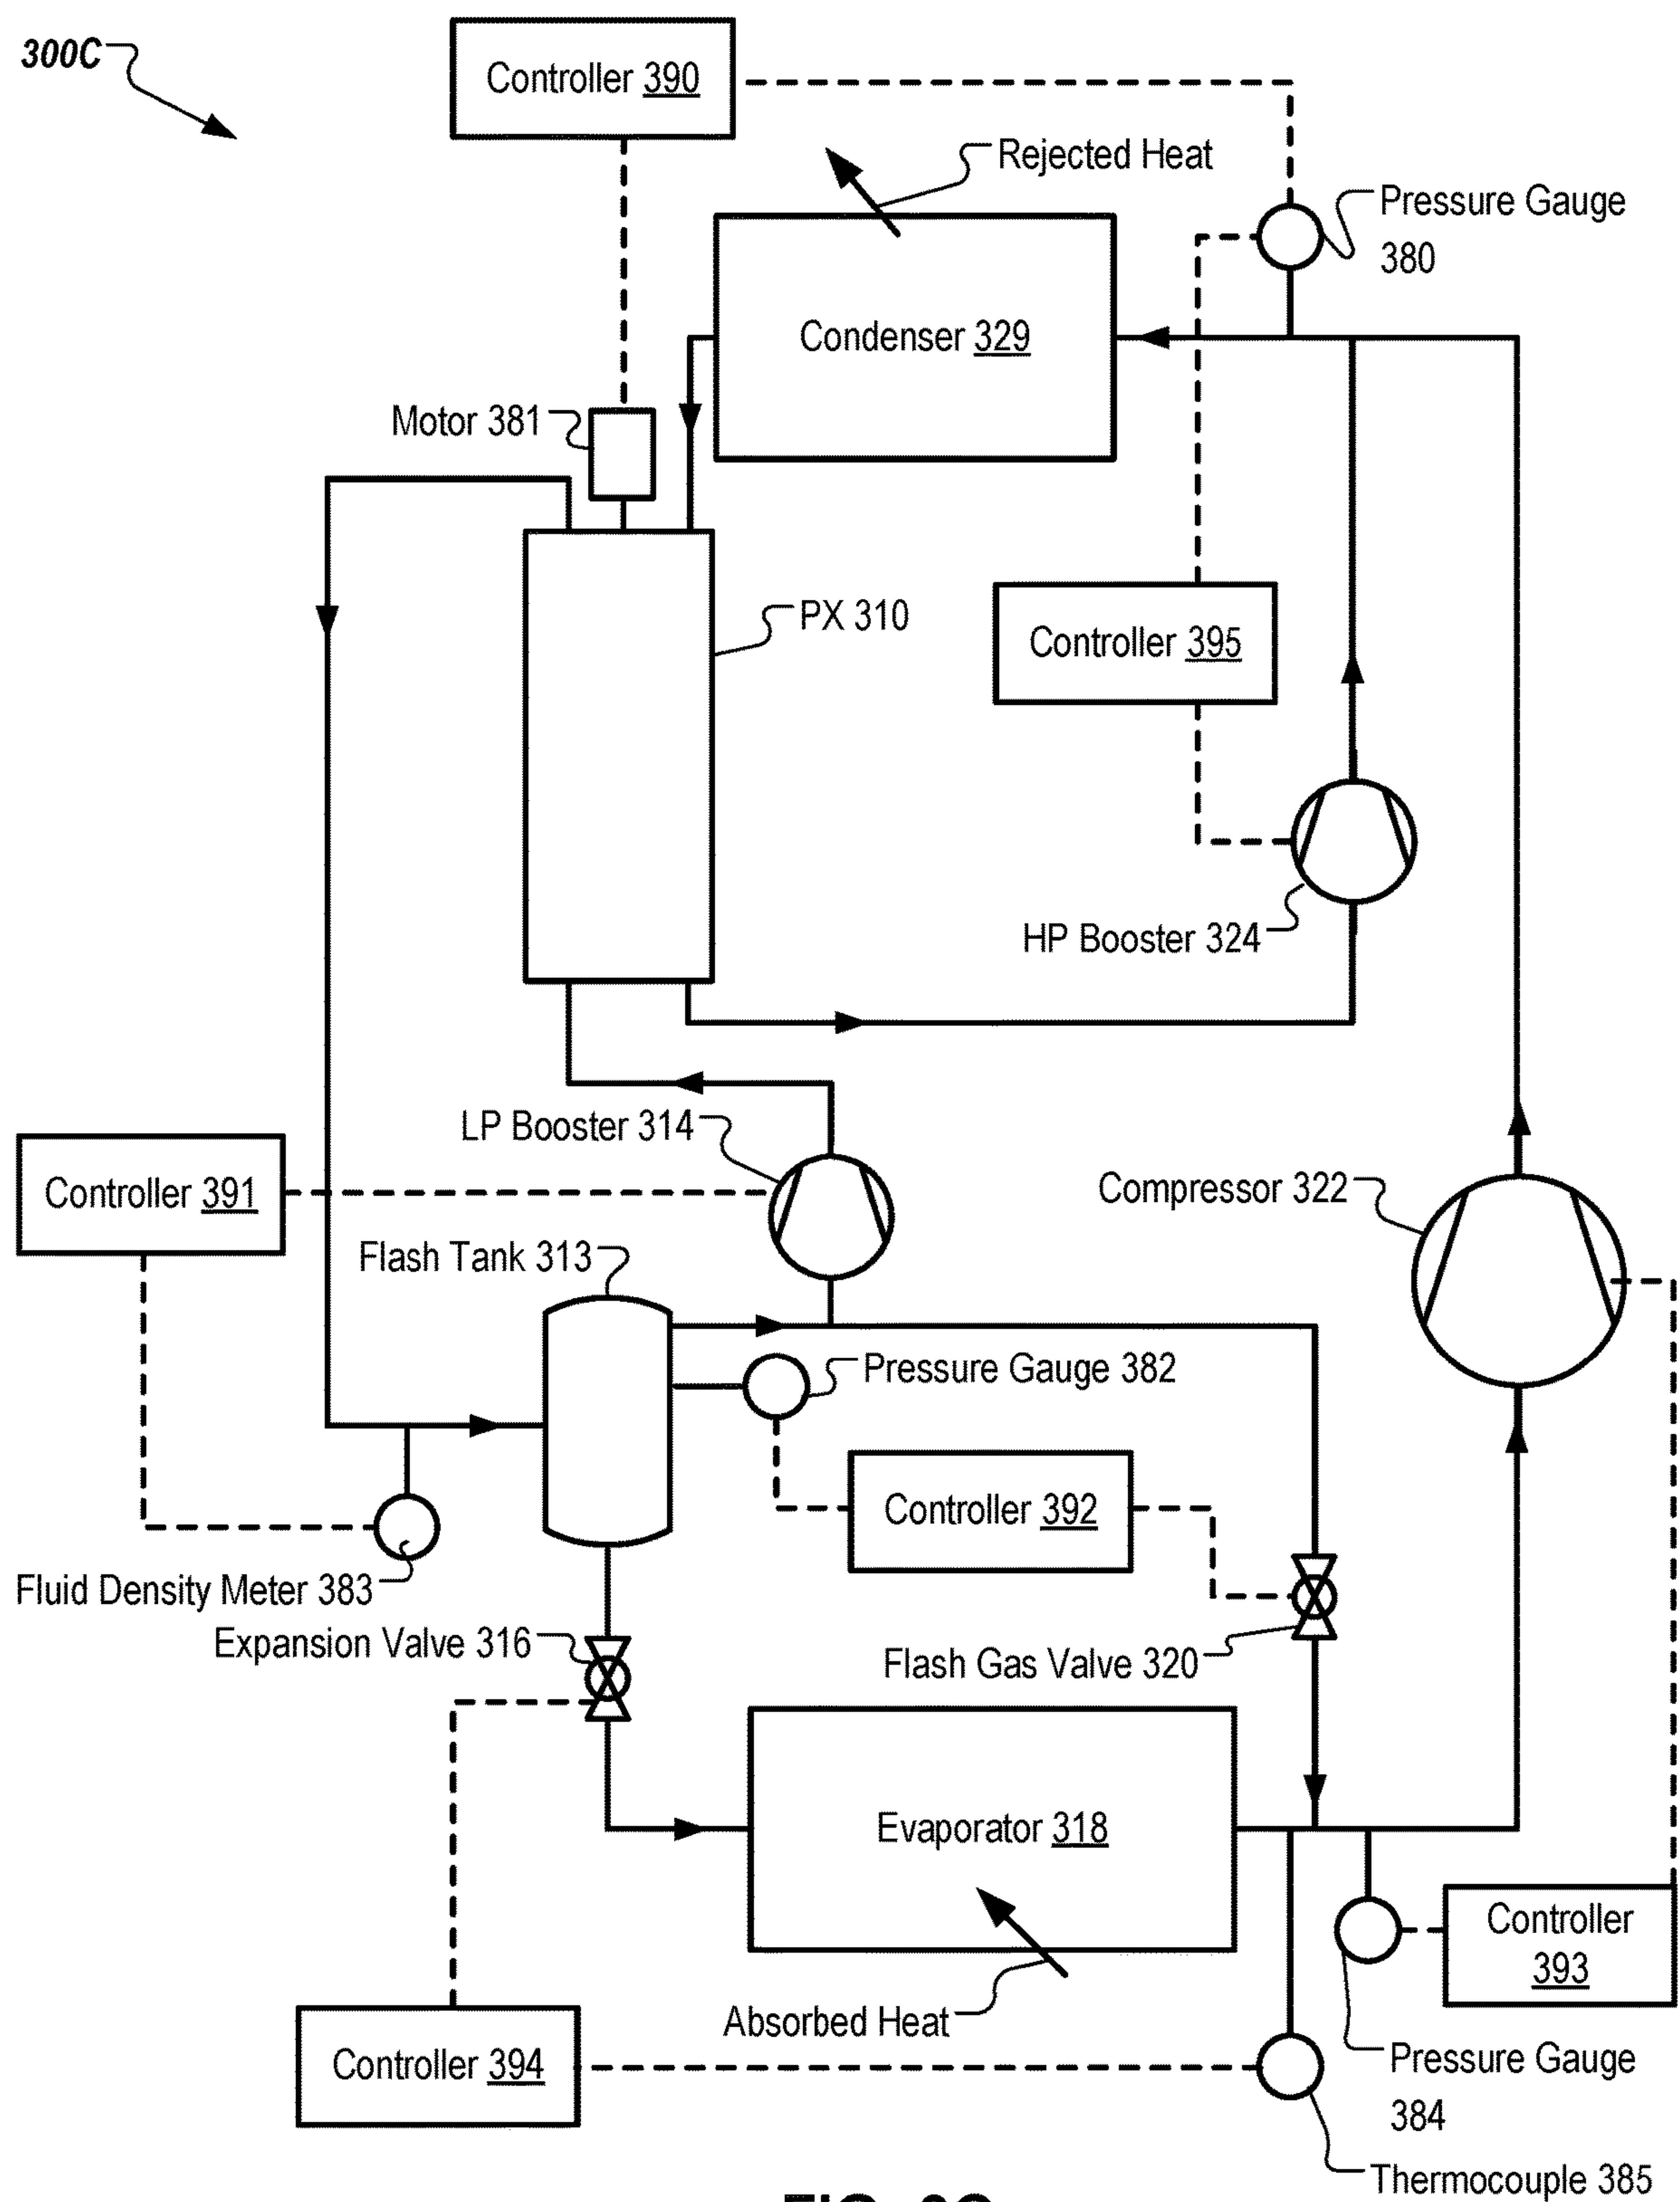 300C
Controller 390
Rejected Heat
Pressure Gauge
380
Condenser 329
Motor 381
PX 310
Controller 395
HP Booster 324
LP Booster 314
Controller 391
Compressor 322
Flash Tank 313
Pressure Gauge 382
Controller 392
Fluid Density Meter 383
Expansion Valve 316
Flash Gas Valve 320
Evaporator 318
Controller
393
Absorbed Heat
Controller 394
Pressure Gauge
384
Thermocouple 385